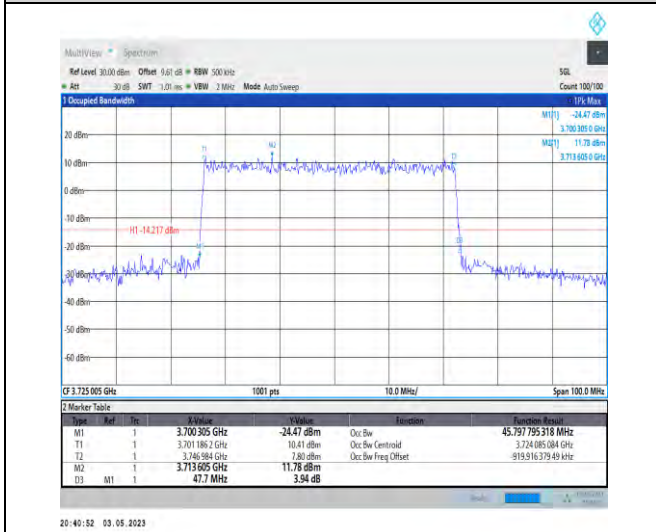 MultiView Spectrum
Ref Level 30.00 dBm Offset 9.61 dB RBW 500 kHz SGL
Att 30 dB SWT 1.01 ms VBW 2 MHz Mode Auto Sweep Count 100/100
1 Occupied Bandwidth 1Pk Max
M1[1] -24.47 dBm
3.700 305 0 GHz
M2[1] 11.78 dBm
3.713 605 0 GHz
20 dBm
T1 M2 T2
10 dBm
0 dBm
-10 dBm
H1 -14.217 dBm
-20 dBm
M1 D3
-30 dBm
-40 dBm
-50 dBm
-60 dBm
CF 3.725 005 GHz 1001 pts 10.0 MHz/ Span 100.0 MHz
2 Marker Table
Type Ref Trc X-Value Y-Value Function Function Result
M1 1 3.700 305 GHz -24.47 dBm Occ Bw 45.797 795 318 MHz
T1 1 3.701 186 2 GHz 10.41 dBm Occ Bw Centroid 3.724 085 084 GHz
T2 1 3.746 984 GHz 7.80 dBm Occ Bw Freq Offset -919.916 379 49 kHz
M2 1 3.713 605 GHz 11.78 dBm
D3 M1 1 47.7 MHz 3.94 dB
Ready
20:40:52 03.05.2023